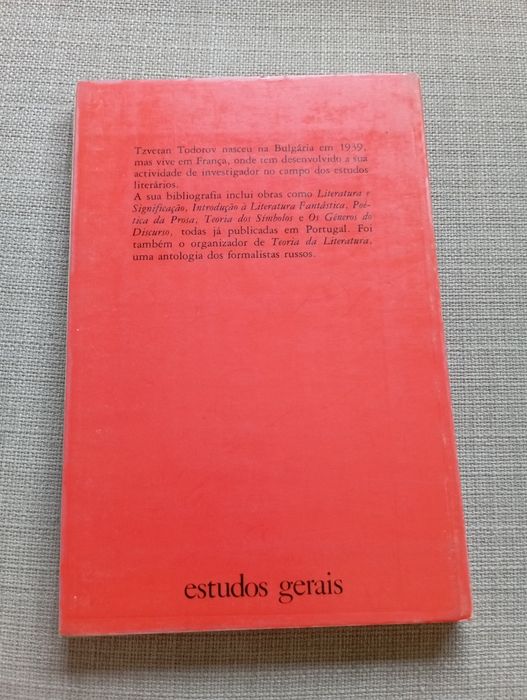 Tzvetan Todorov nasceu na Bulgária em 1939,
mas vive em França, onde tem desenvolvido a sua
actividade de investigador no campo dos estudos
literários.
A sua bibliografia inclui obras como Literatura e
Significação, Introdução à Literatura Fantástica, Poé-
tica da Prosa, Teoria dos Símbolos e Os Géneros do
Discurso, todas já publicadas em Portugal. Foi
também o organizador de Teoria da Literatura,
uma antologia dos formalistas russos.
estudos gerais